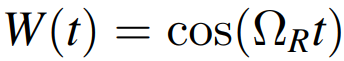 W(t) = cos(Ω_R t)